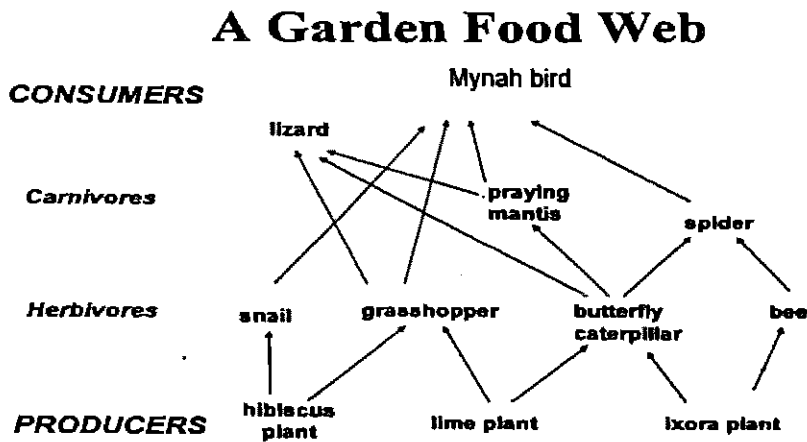 A Garden Food Web
CONSUMERS
Mynah bird
lizard
Carnivores
praying
mantis
spider
Herbivores
snail
grasshopper
butterfly
caterpillar
bee
PRODUCERS
hibiscus
plant
lime plant
ixora plant